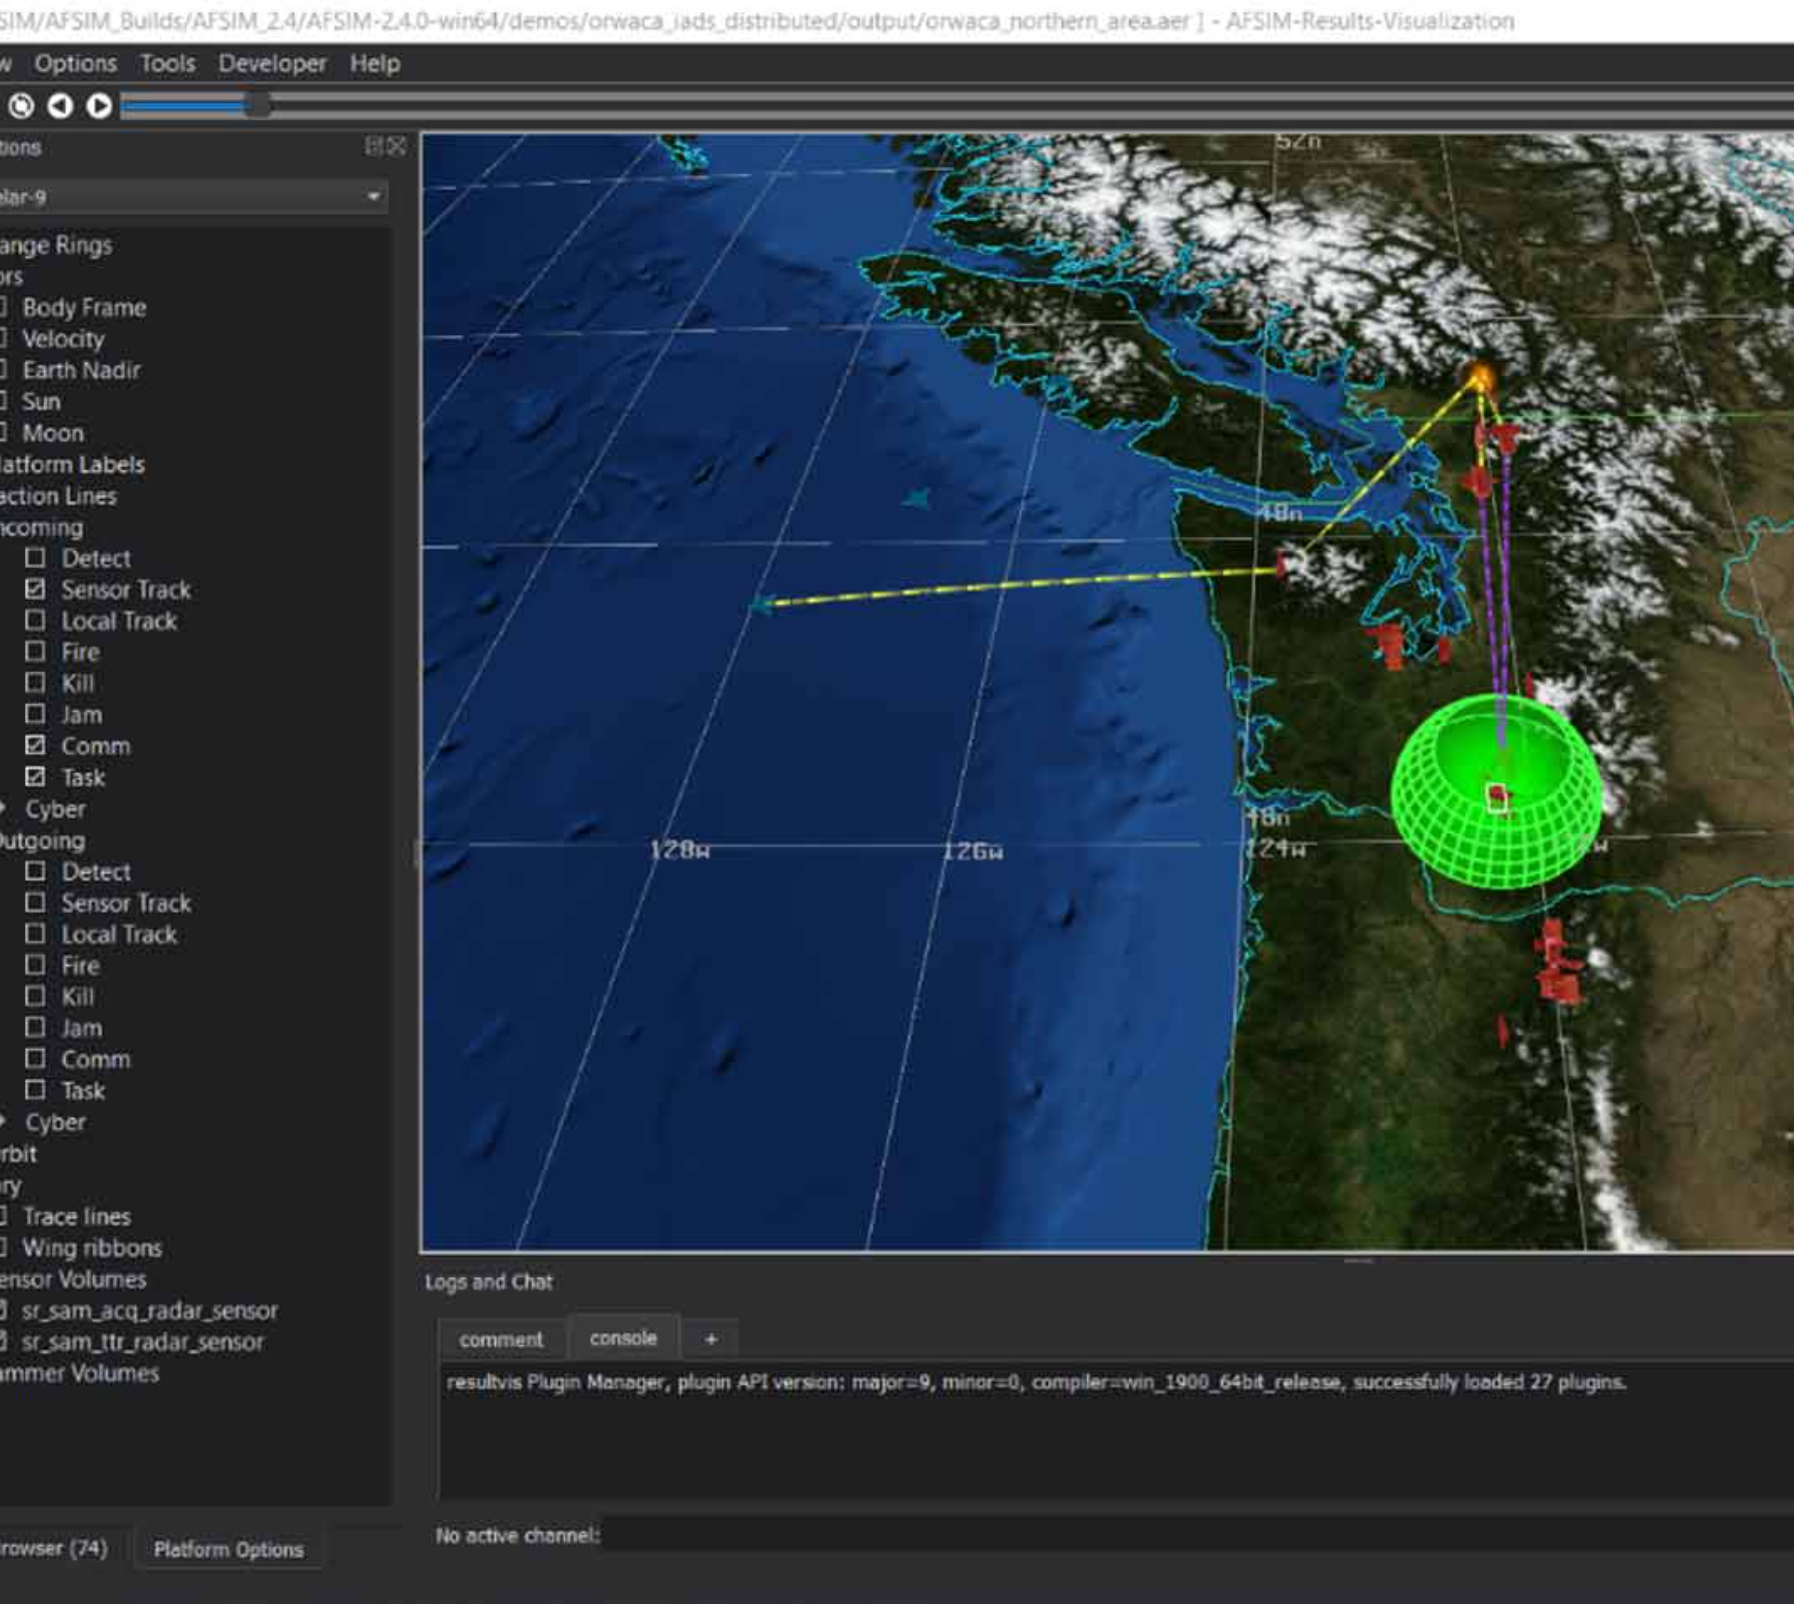 SIM/AFSIM_Builds/AFSIM_2.4/AFSIM-2.4.0-win64/demos/orwaca_iads_distributed/output/orwaca_northern_area.aer ] - AFSIM-Results-Visualization
w Options Tools Developer Help
tions
elar-9
ange Rings
ors
Body Frame
Velocity
Earth Nadir
Sun
Moon
latform Labels
action Lines
ncoming
Detect
Sensor Track
Local Track
Fire
Kill
Jam
Comm
Task
Cyber
Outgoing
Detect
Sensor Track
Local Track
Fire
Kill
Jam
Comm
Task
Cyber
rbit
ry
Trace lines
Wing ribbons
ensor Volumes
sr_sam_acq_radar_sensor
sr_sam_ttr_radar_sensor
ammer Volumes
rowser (74) Platform Options
52n
48n
128w 126w 124w
Logs and Chat
comment console +
resultvis Plugin Manager, plugin API version: major=9, minor=0, compiler=win_1900_64bit_release, successfully loaded 27 plugins.
No active channel: